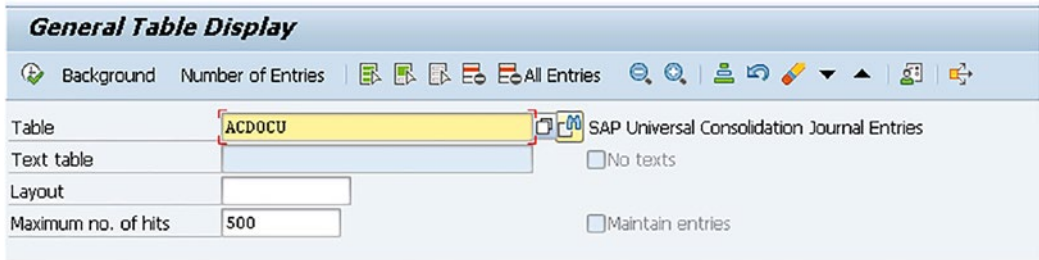 General Table Display
Background Number of Entries All Entries
Table ACDOCU SAP Universal Consolidation Journal Entries
Text table No texts
Layout
Maximum no. of hits 500 Maintain entries